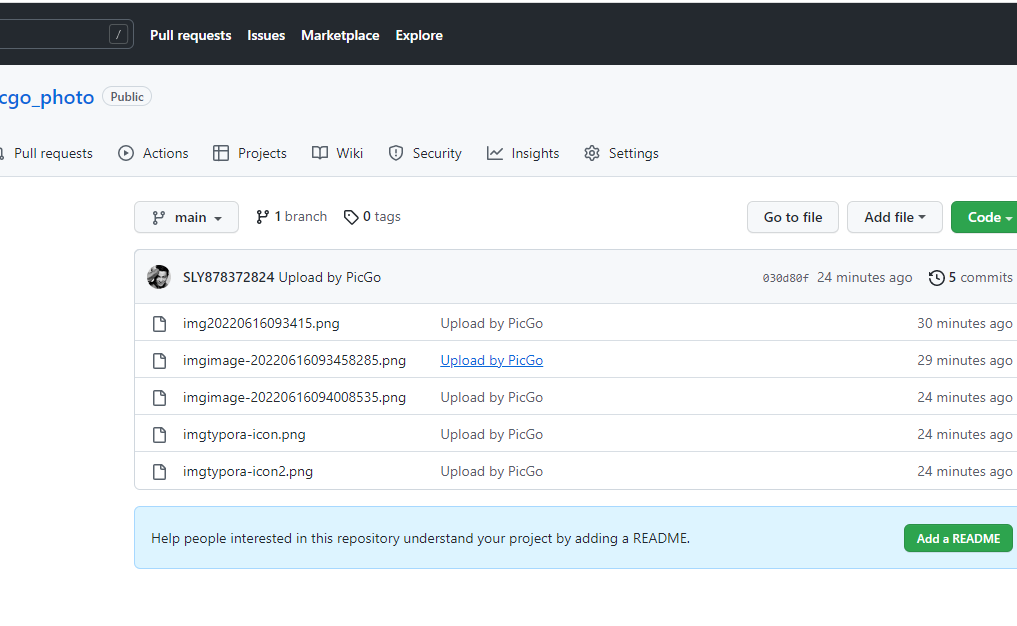 / Pull requests Issues Marketplace Explore
cgo_photo Public
Pull requests Actions Projects Wiki Security Insights Settings
main 1 branch 0 tags Go to file Add file Code
SLY878372824 Upload by PicGo 030d80f 24 minutes ago 5 commits
img20220616093415.png Upload by PicGo 30 minutes ago
imgimage-20220616093458285.png Upload by PicGo 29 minutes ago
imgimage-20220616094008535.png Upload by PicGo 24 minutes ago
imgtypora-icon.png Upload by PicGo 24 minutes ago
imgtypora-icon2.png Upload by PicGo 24 minutes ago
Help people interested in this repository understand your project by adding a README. Add a README